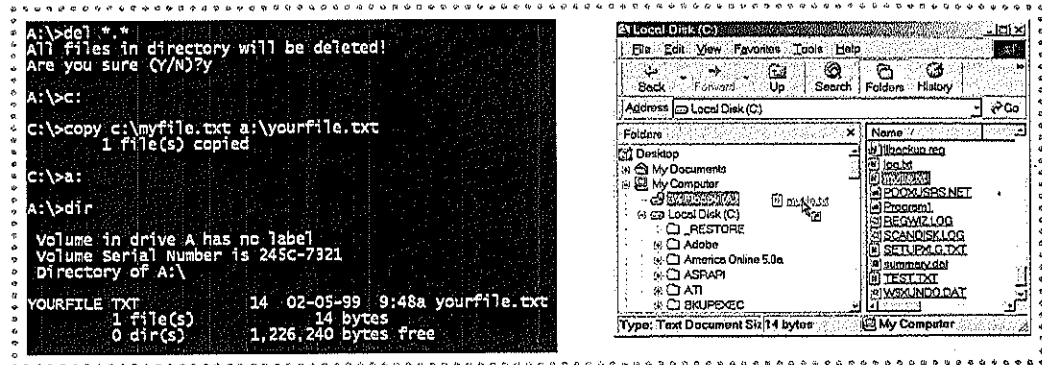 A:\>del *.*
All files in directory will be deleted!
Are you sure (Y/N)?y
A:\>c:
C:\>copy c:\myfile.txt a:\yourfile.txt
1 file(s) copied
C:\>a:
A:\>dir
Volume in drive A has no label
Volume Serial Number is 245C-7321
Directory of A:\
YOURFILE TXT 14 02-05-99 9:48a yourfile.txt
1 file(s) 14 bytes
0 dir(s) 1,226,240 bytes free
Local Disk (C:)
File Edit View Favorites Tools Help
Back Forward Up Search Folders History
Address Local Disk (C:) Go
Folders
Desktop
My Documents
My Computer
Local Disk (C:)
_RESTORE
Adobe
America Online 5.0a
ASRAPI
ATI
BKUPEXEC
Name
log.txt
Program1.
REGWIZ.LOG
SCANDISK.LOG
SETUPXLG.TXT
summary.dat
TEST.TXT
WSXUNDO.DAT
Type: Text Document Siz 14 bytes My Computer